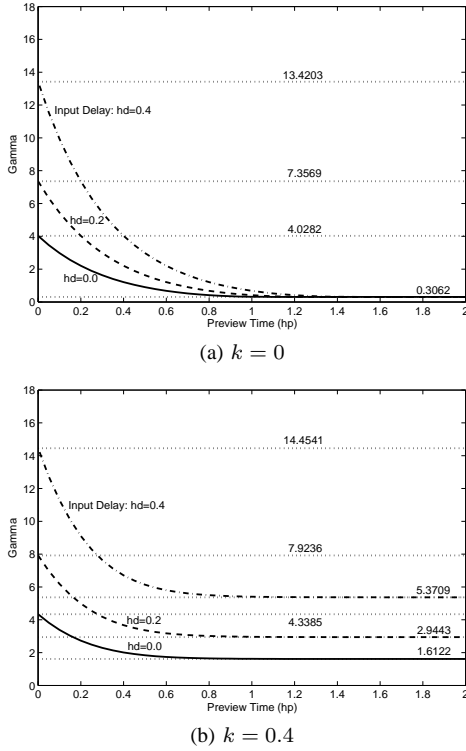 18
16
14
13.4203
12
Input Delay: hd=0.4
10
Gamma
8
7.3569
6
hd=0.2
4.0282
4
hd=0.0
2
0.3062
0
0 0.2 0.4 0.6 0.8 1 1.2 1.4 1.6 1.8 2
Preview Time (hp)
(a) k = 0
18
16
14.4541
14
12
Input Delay: hd=0.4
10
Gamma
8
7.9236
6
5.3709
4
hd=0.2
4.3385
2.9443
hd=0.0
2
1.6122
0
0 0.2 0.4 0.6 0.8 1 1.2 1.4 1.6 1.8 2
Preview Time (hp)
(b) k = 0.4